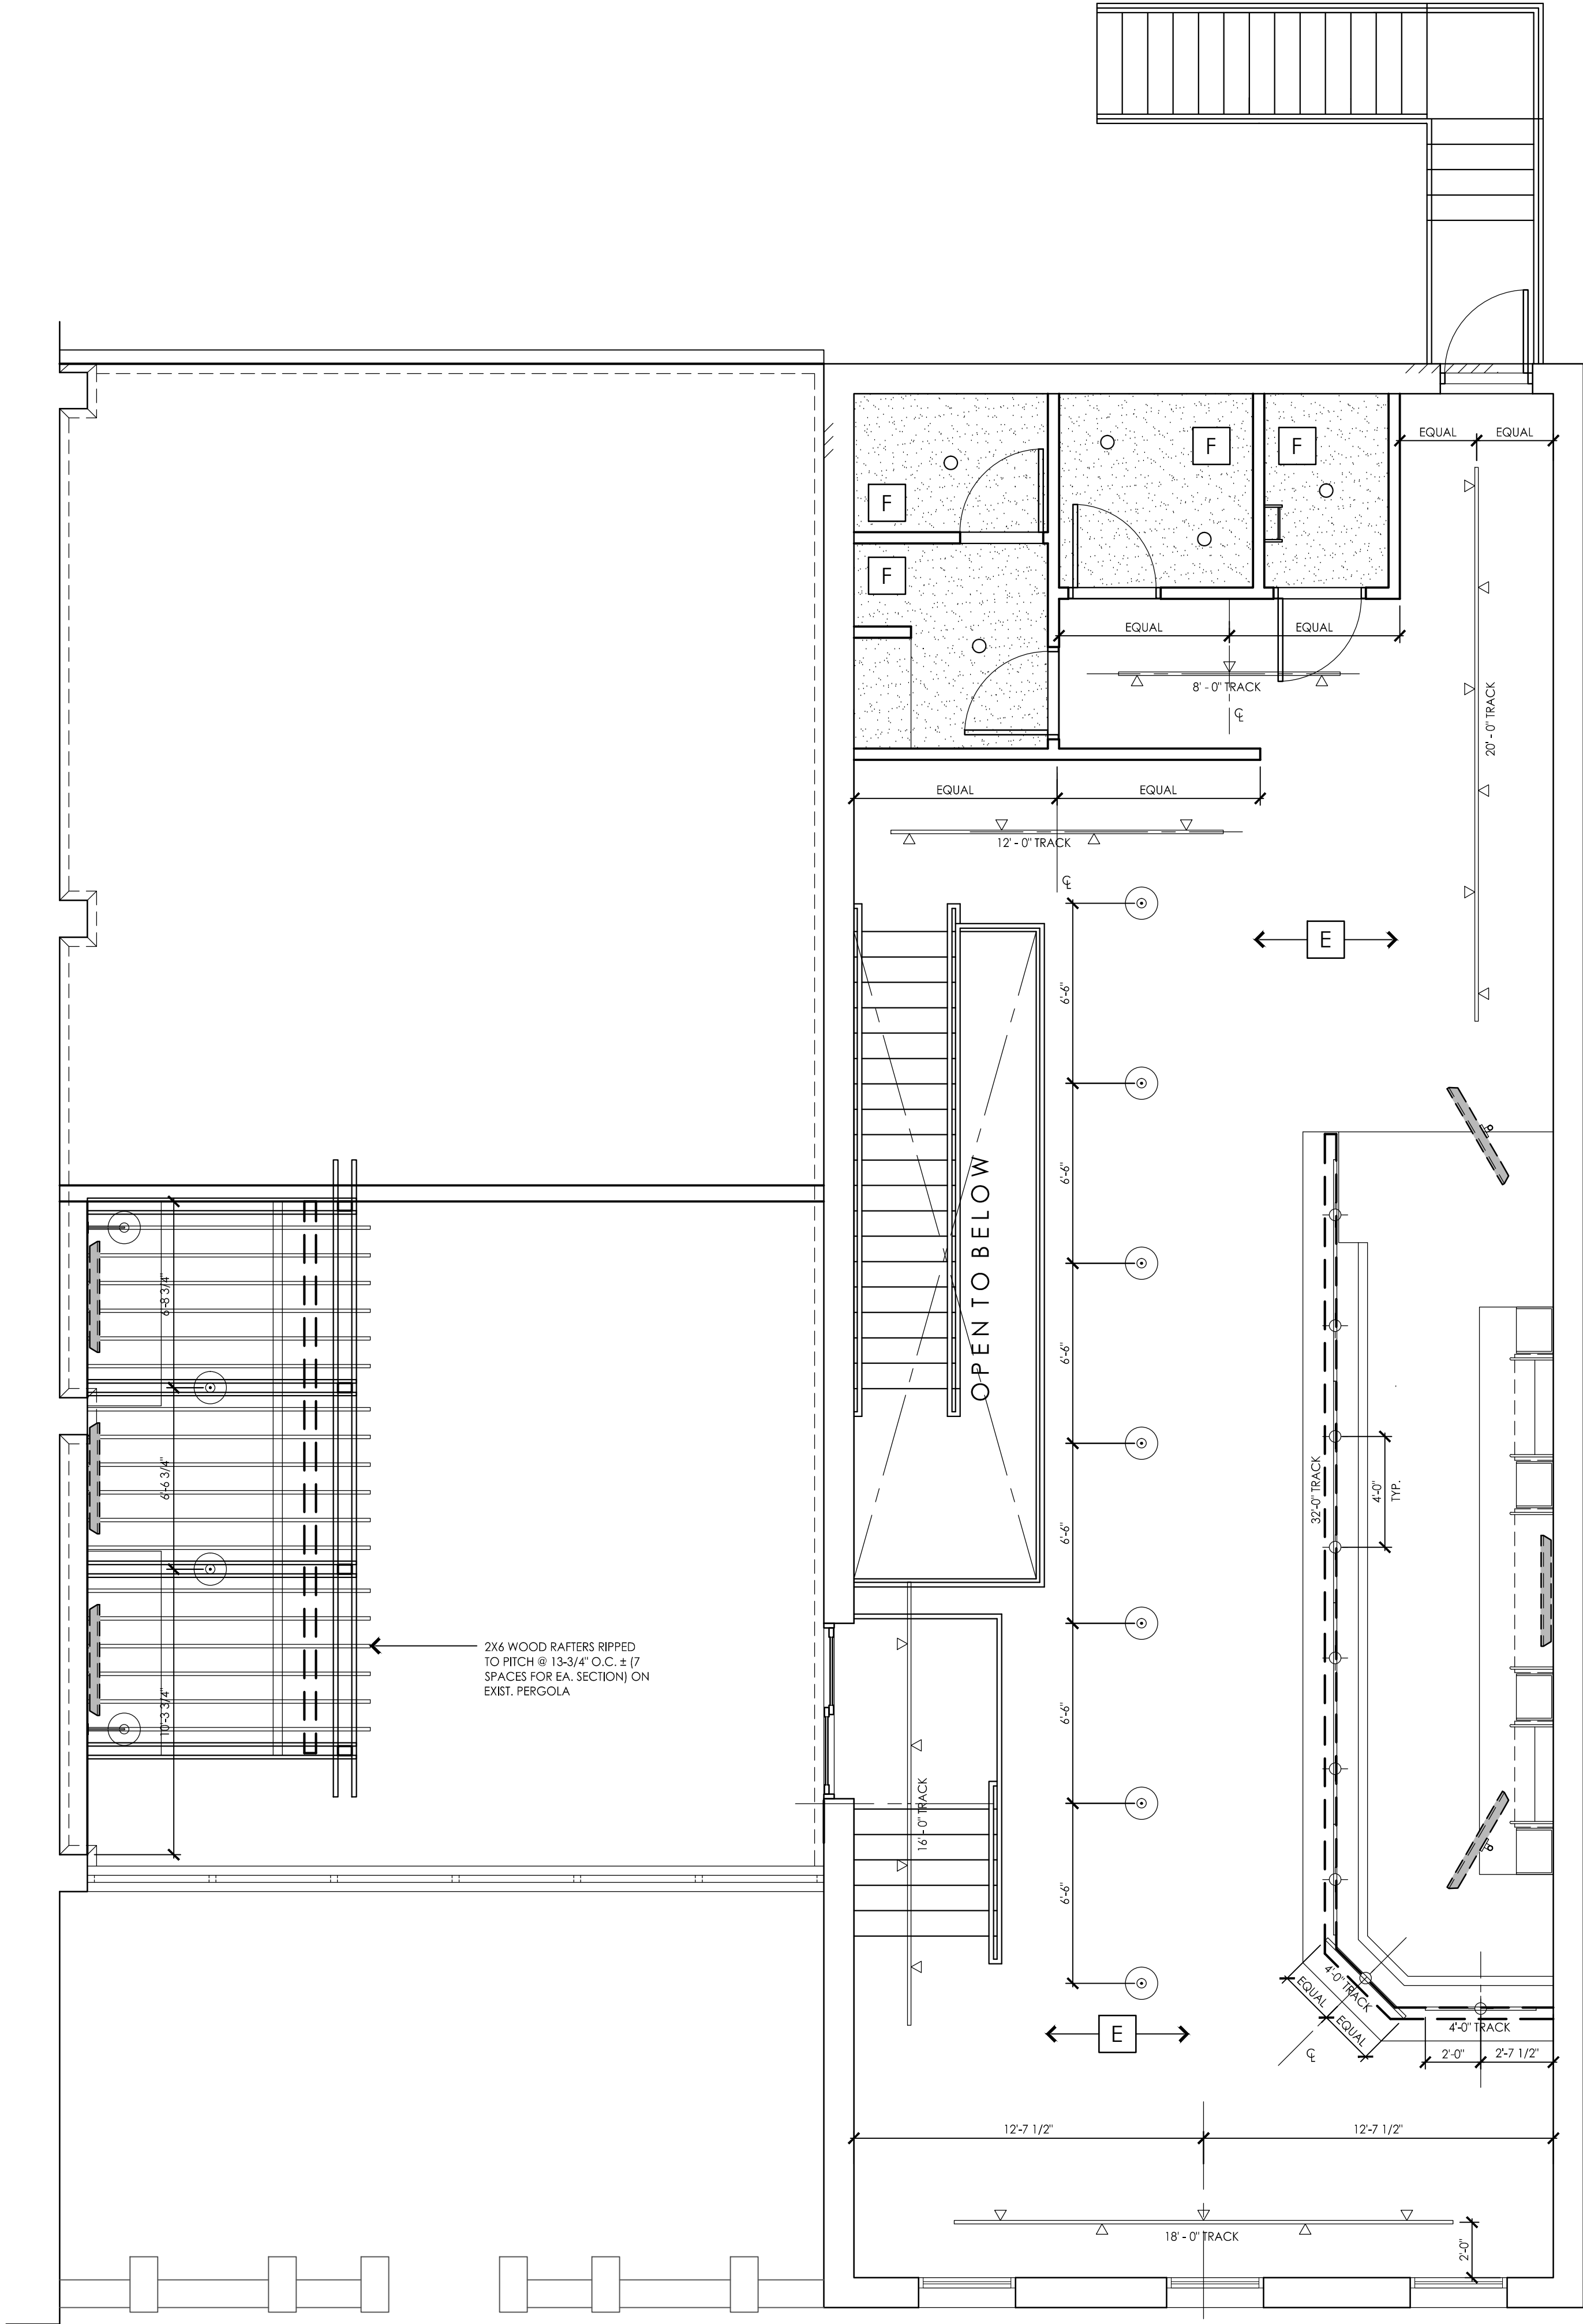 EQUAL EQUAL
F
F
F
F
EQUAL EQUAL
8' - 0" TRACK
℄
20' - 0" TRACK
EQUAL EQUAL
12' - 0" TRACK
℄
E
6'-6"
6'-6"
6'-6"
6'-6"
6'-6"
6'-6"
OPEN TO BELOW
6'-8 3/4"
6'-6 3/4"
10'-3 3/4"
2X6 WOOD RAFTERS RIPPED
TO PITCH @ 13-3/4" O.C. ± (7
SPACES FOR EA. SECTION) ON
EXIST. PERGOLA
32'-0" TRACK
4'-0"
TYP.
16' - 0" TRACK
4'-0" TRACK
EQUAL
EQUAL
℄
4'-0" TRACK
2'-0" 2'-7 1/2"
E
12'-7 1/2" 12'-7 1/2"
18' - 0" TRACK
2'-0"